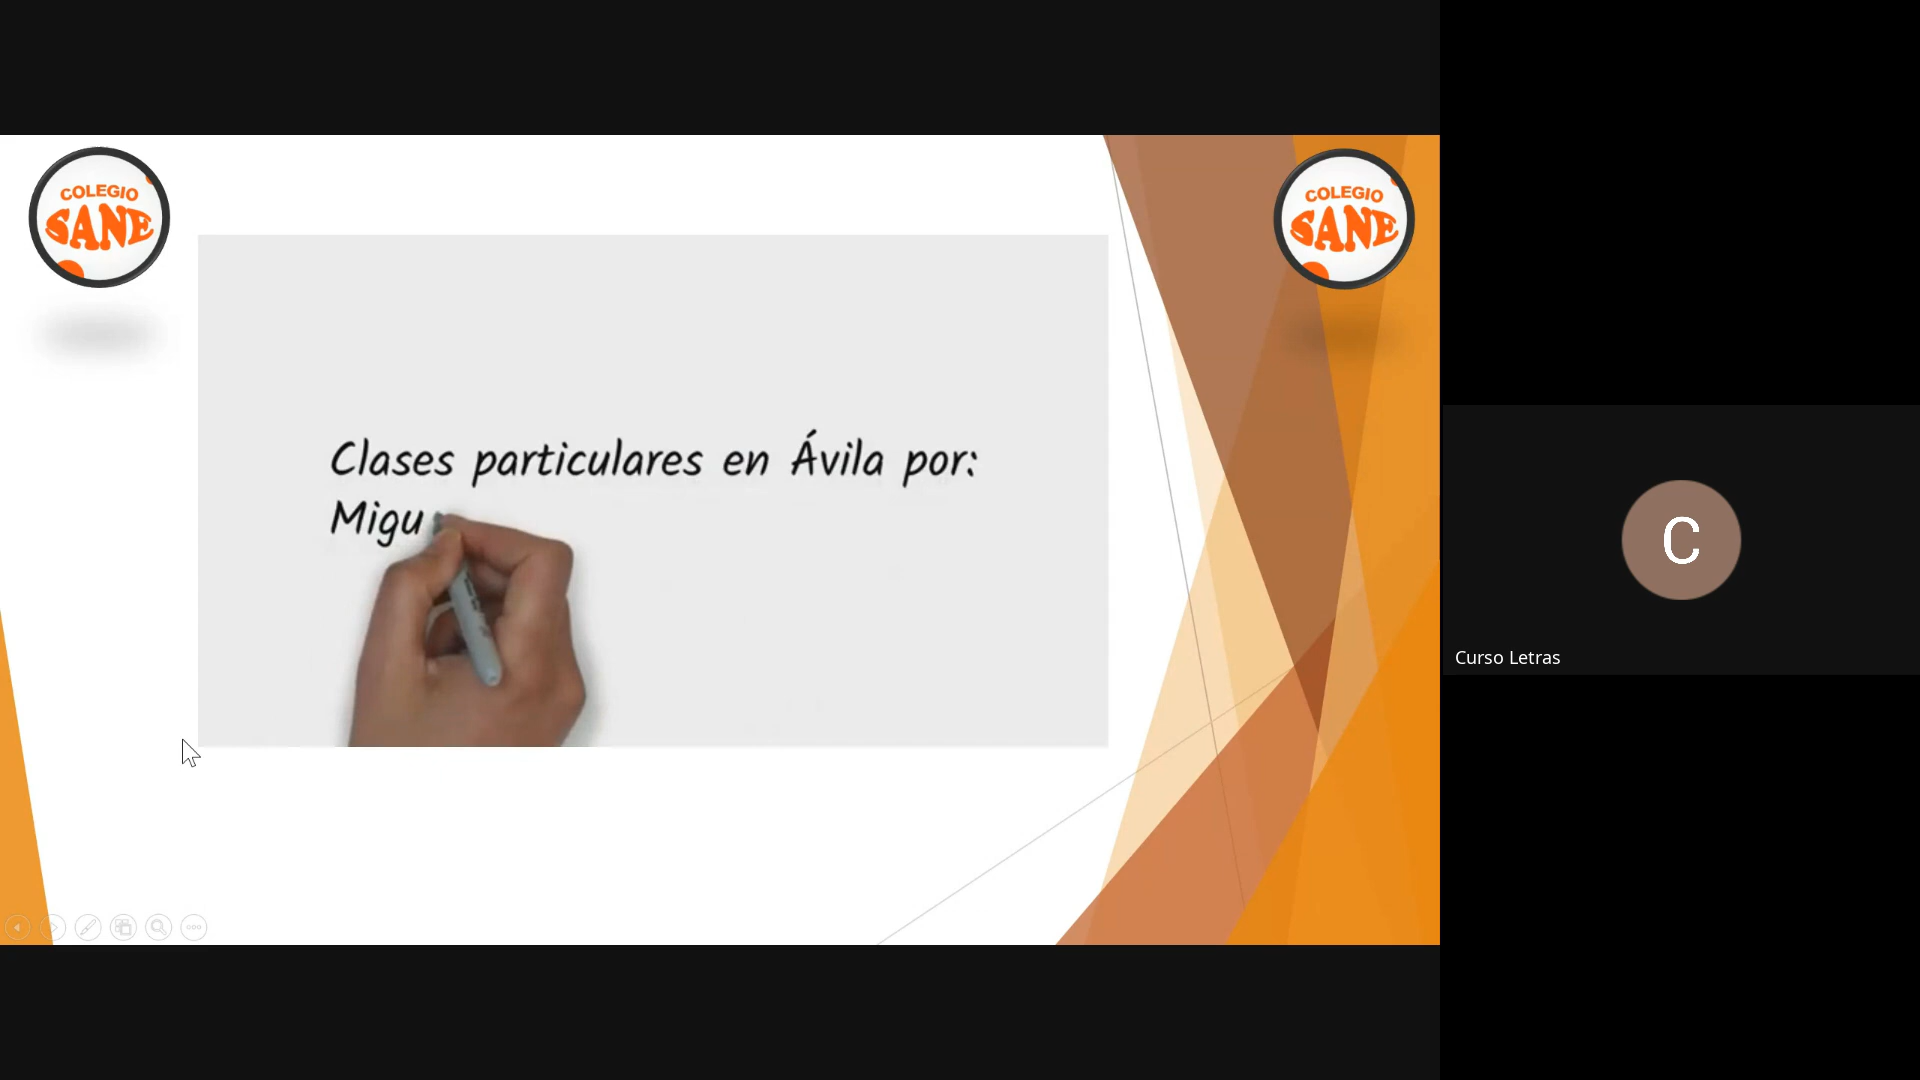 COLEGIO
SANE
COLEGIO
SANE
Clases particulares en Ávila por:
Migu
C
Curso Letras